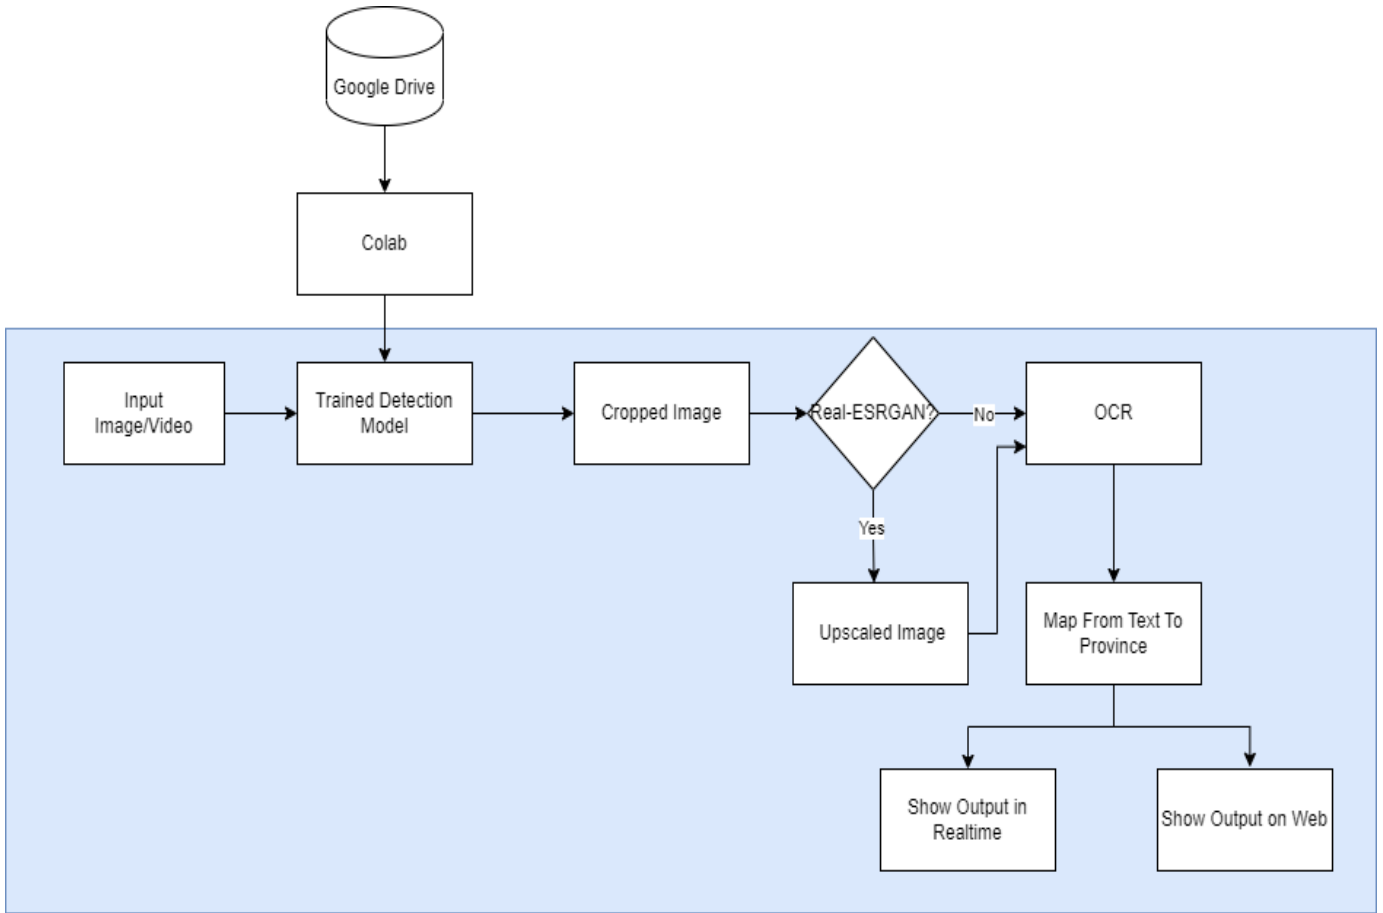 Google Drive
Colab
Input
Image/Video
Trained Detection
Model
Cropped Image
Real-ESRGAN?
No
OCR
Yes
Upscaled Image
Map From Text To
Province
Show Output in
Realtime
Show Output on Web